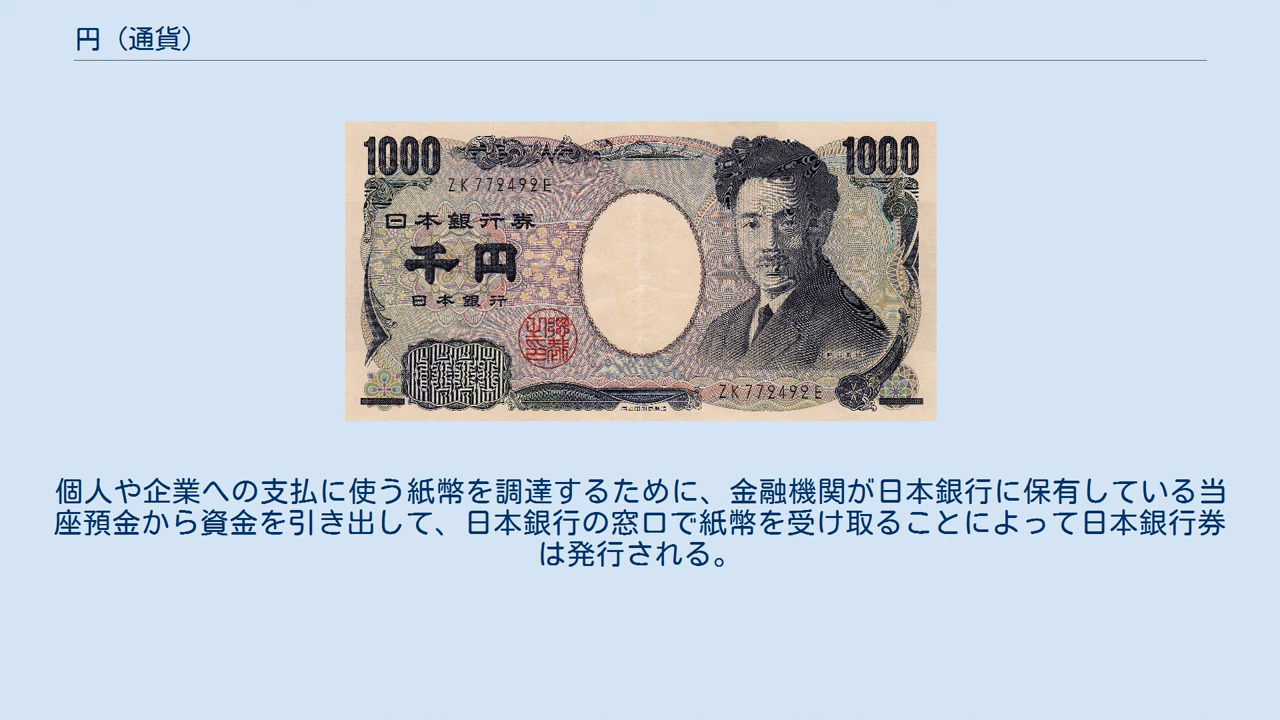 円（通貨）
1000
1000
ZK772492E
日本銀行券
千円
日本銀行
ZK772492E
個人や企業への支払に使う紙幣を調達するために、金融機関が日本銀行に保有している当
座預金から資金を引き出して、日本銀行の窓口で紙幣を受け取ることによって日本銀行券
は発行される。